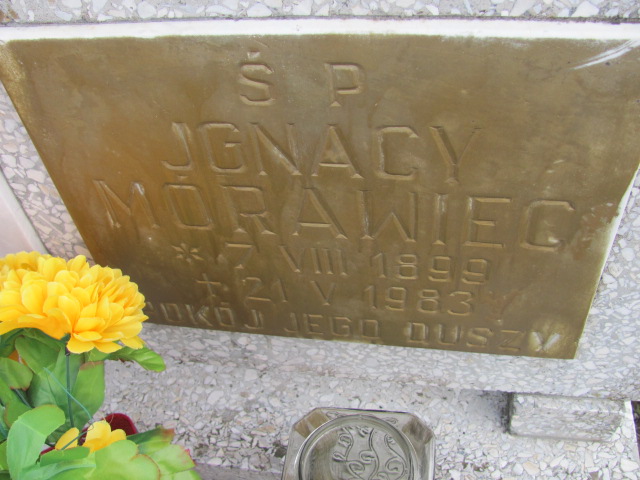 Ś P
JGNACY
MORAWIEC
* 7 VIII 1899
+ 21 V 1983
POKÓJ JEGO DUSZY